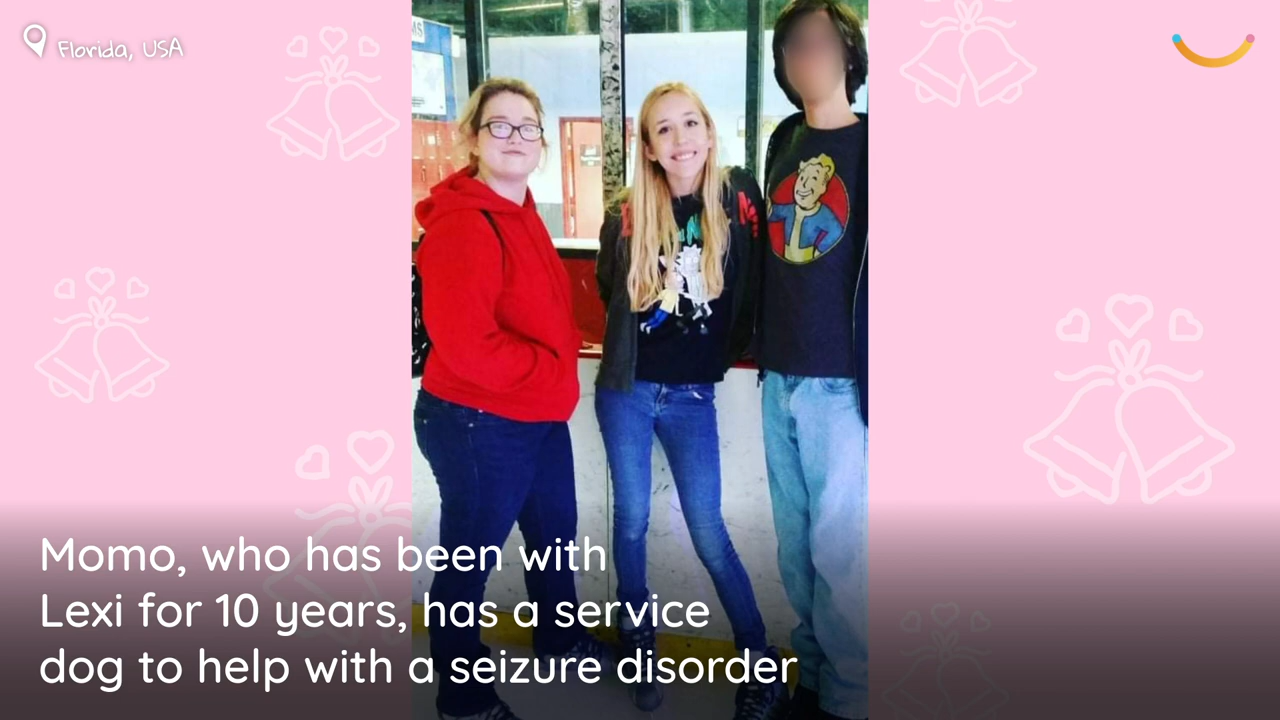 Florida, USA
Momo, who has been with
Lexi for 10 years, has a service
dog to help with a seizure disorder